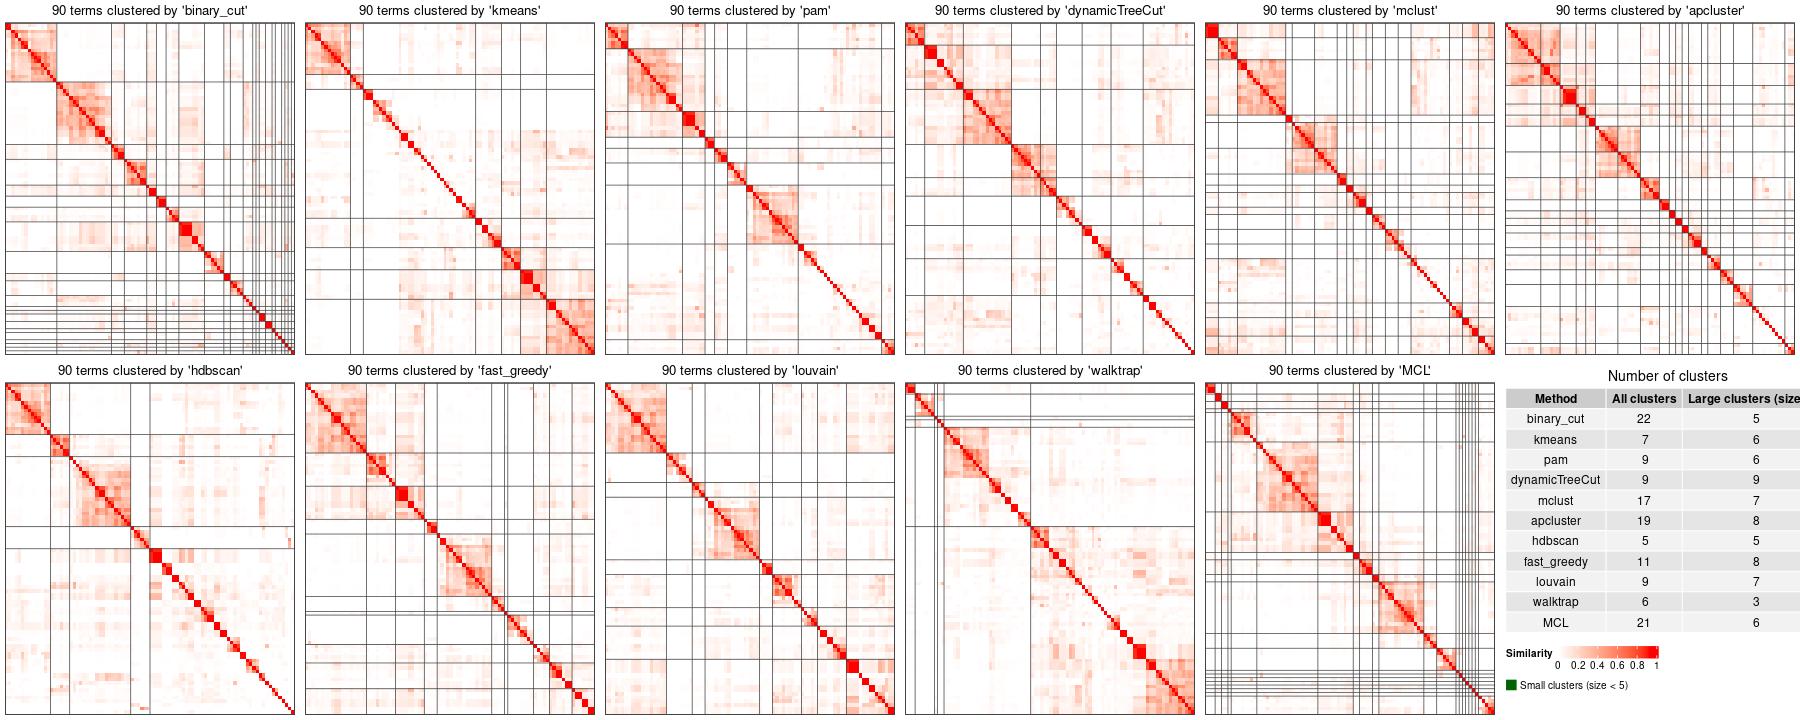 90 terms clustered by 'binary_cut'
90 terms clustered by 'kmeans'
90 terms clustered by 'pam'
90 terms clustered by 'dynamicTreeCut'
90 terms clustered by 'mclust'
90 terms clustered by 'apcluster'
90 terms clustered by 'hdbscan'
90 terms clustered by 'fast_greedy'
90 terms clustered by 'louvain'
90 terms clustered by 'walktrap'
90 terms clustered by 'MCL'
Number of clusters
Method All clusters Large clusters (size
binary_cut 22 5
kmeans 7 6
pam 9 6
dynamicTreeCut 9 9
mclust 17 7
apcluster 19 8
hdbscan 5 5
fast_greedy 11 8
louvain 9 7
walktrap 6 3
MCL 21 6
Similarity
0 0.2 0.4 0.6 0.8 1
Small clusters (size < 5)